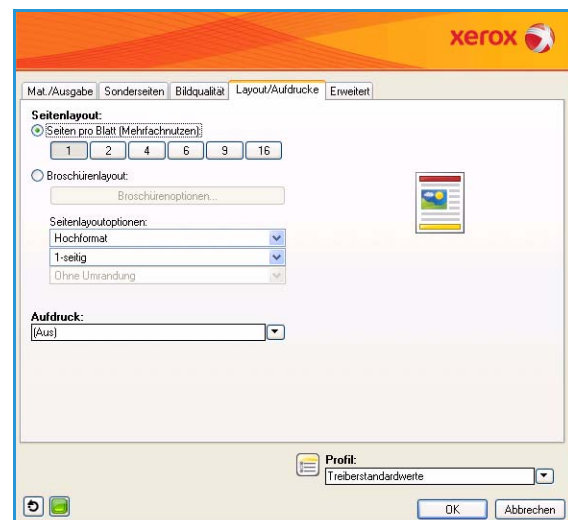 xerox
Mat./Ausgabe Sonderseiten Bildqualität Layout/Aufdrucke Erweitert
Seitenlayout:
Seiten pro Blatt (Mehrfachnutzen):
1 2 4 6 9 16
Broschürenlayout:
Broschürenoptionen...
Seitenlayoutoptionen:
Hochformat
1-seitig
Ohne Umrandung
Aufdruck:
(Aus)
Profil:
Treiberstandardwerte
OK Abbrechen